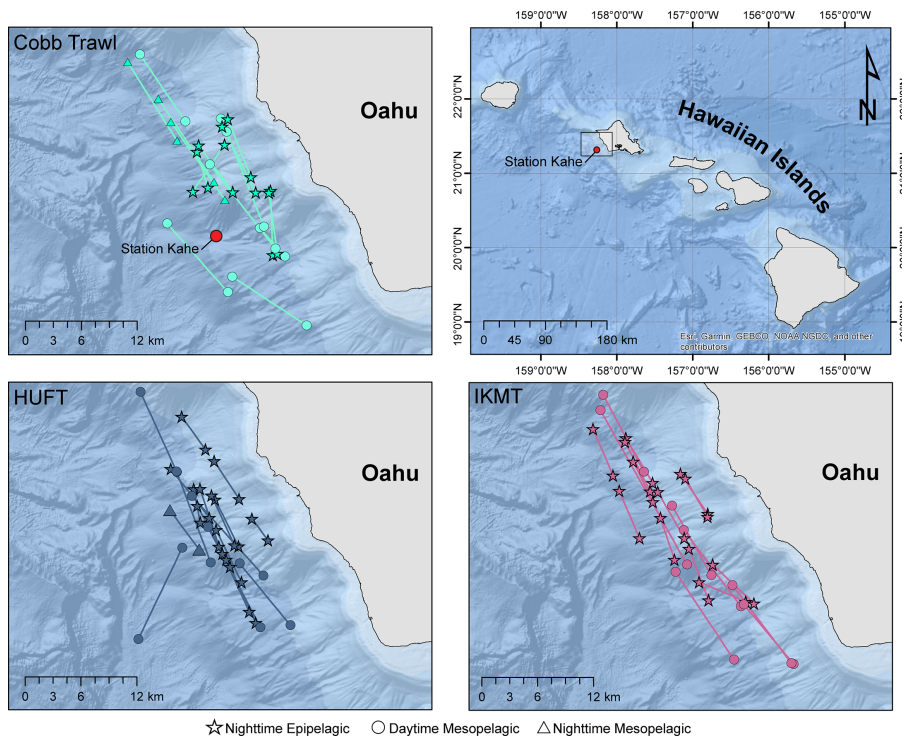 Cobb Trawl
Oahu
Station Kahe
0 3 6 12 km
159°0'0"W 158°0'0"W 157°0'0"W 156°0'0"W 155°0'0"W
22°0'0"N
21°0'0"N
20°0'0"N
19°0'0"N
N
Hawaiian Islands
Station Kahe
0 45 90 180 km
Esri, Garmin, GEBCO, NOAA NGDC, and other
contributors
159°0'0"W 158°0'0"W 157°0'0"W 156°0'0"W 155°0'0"W
HUFT
Oahu
0 3 6 12 km
IKMT
Oahu
0 3 6 12 km
Nighttime Epipelagic Daytime Mesopelagic Nighttime Mesopelagic